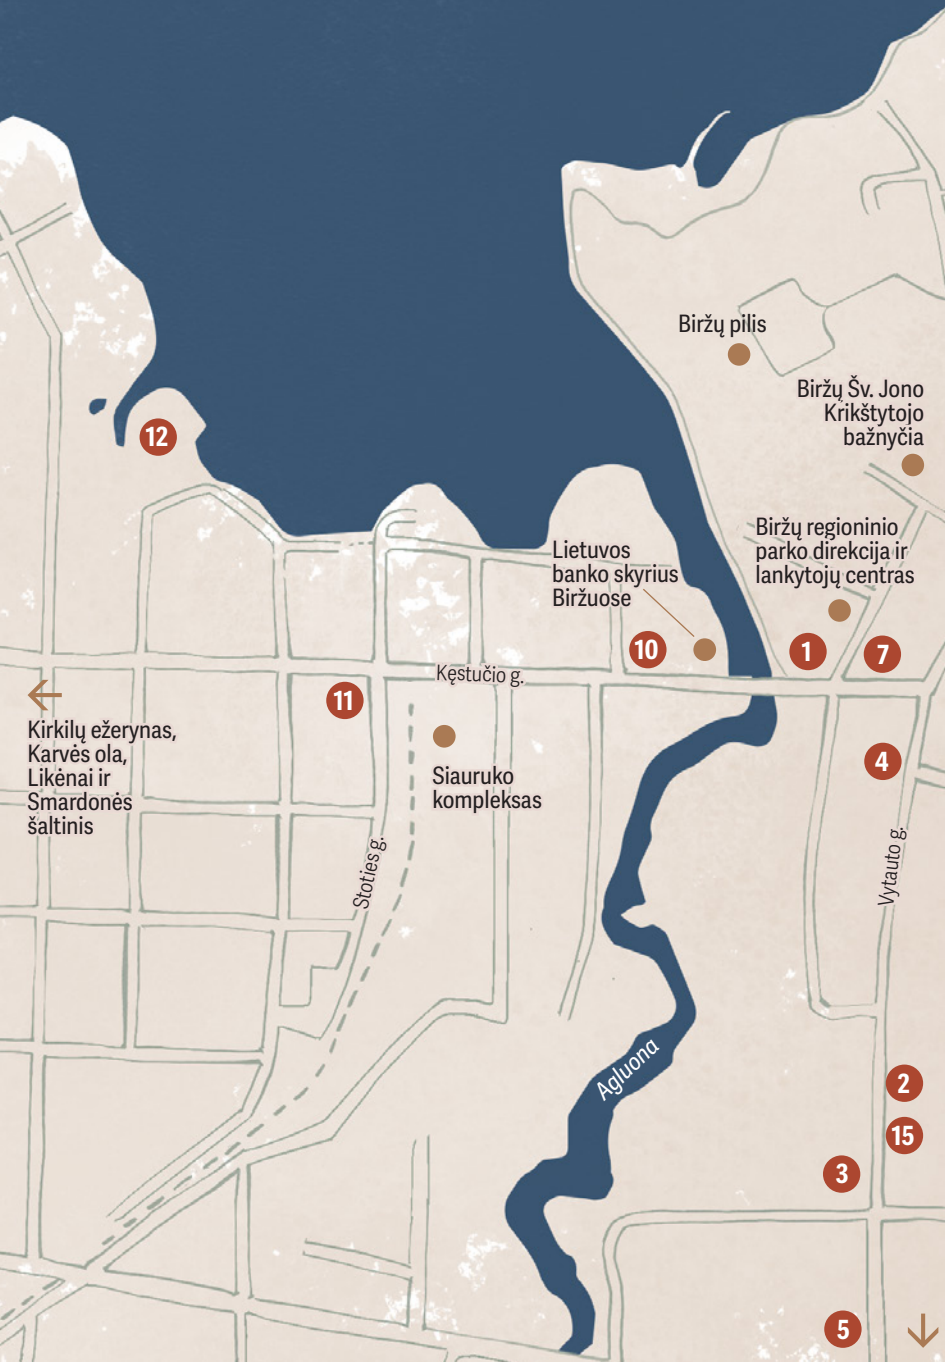 Biržų pilis
Biržų Šv. Jono
Krikštytojo
bažnyčia
12
Biržų regioninio
parko direkcija ir
lankytojų centras
Lietuvos
banko skyrius
Biržuose
10
1
7
Kęstučio g.
11
Kirkilų ežerynas,
Karvės ola,
Likėnai ir
Smardonės
šaltinis
Siauruko
kompleksas
4
Stoties g.
Vytauto g.
Agluona
2
15
3
5